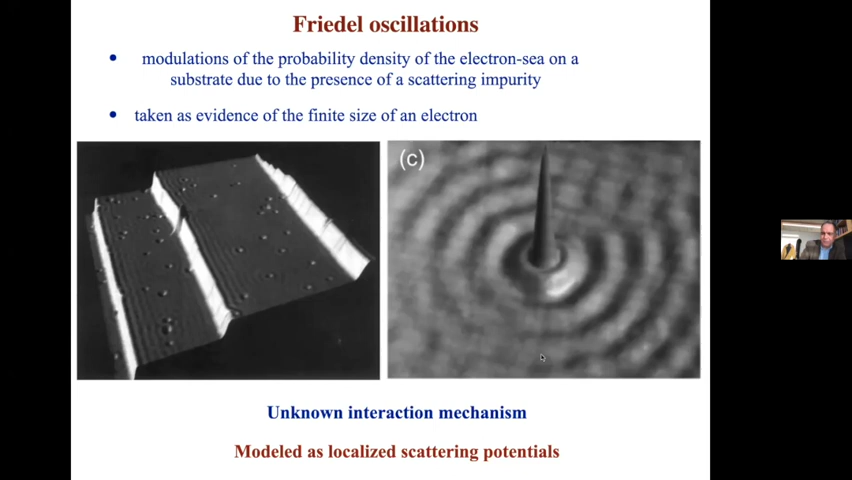 Friedel oscillations
• modulations of the probability density of the electron-sea on a
substrate due to the presence of a scattering impurity
• taken as evidence of the finite size of an electron
(c)
Unknown interaction mechanism
Modeled as localized scattering potentials